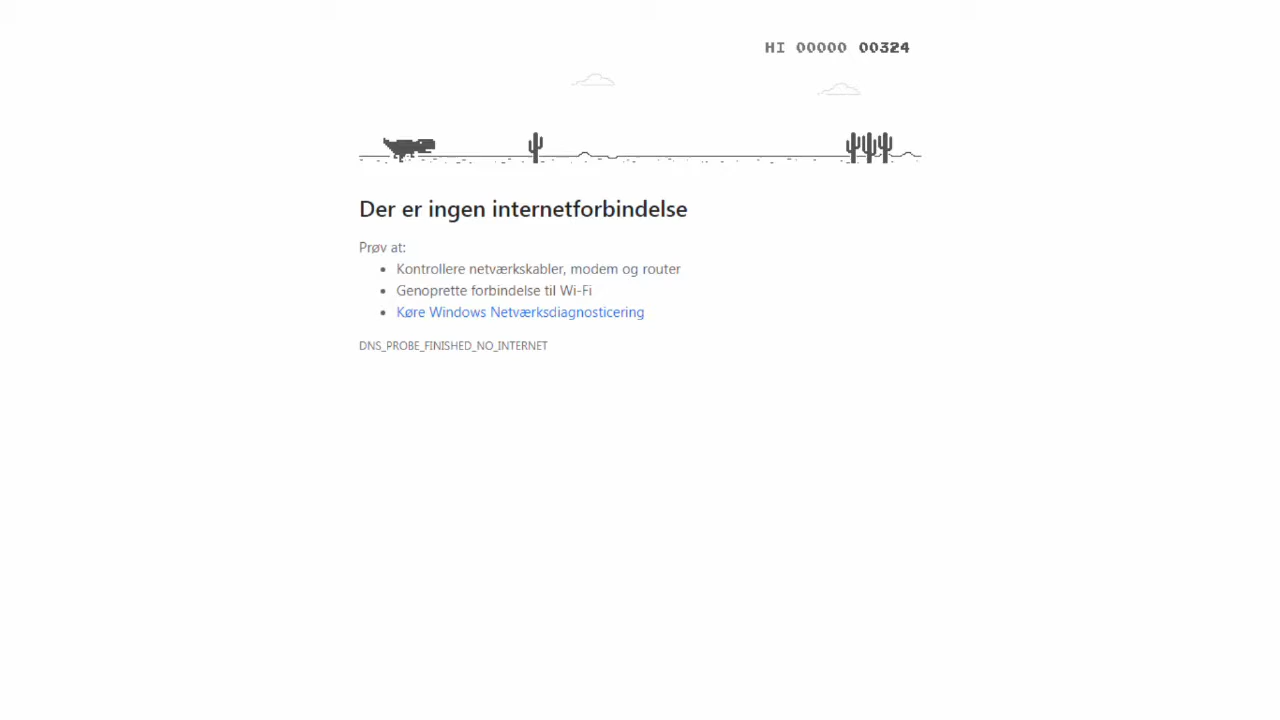 HI 00000 00324
Der er ingen internetforbindelse
Prøv at:
Kontrollere netværkskabler, modem og router
Genoprette forbindelse til Wi-Fi
Køre Windows Netværksdiagnosticering
DNS_PROBE_FINISHED_NO_INTERNET